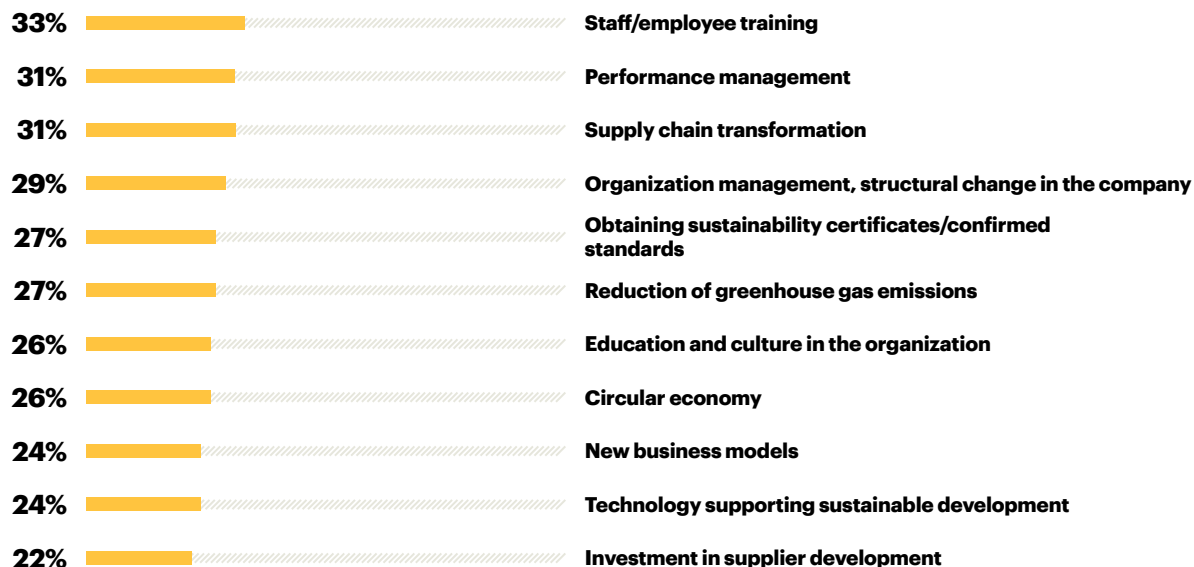 33% Staff/employee training
31% Performance management
31% Supply chain transformation
29% Organization management, structural change in the company
27% Obtaining sustainability certificates/confirmed
standards
27% Reduction of greenhouse gas emissions
26% Education and culture in the organization
26% Circular economy
24% New business models
24% Technology supporting sustainable development
22% Investment in supplier development